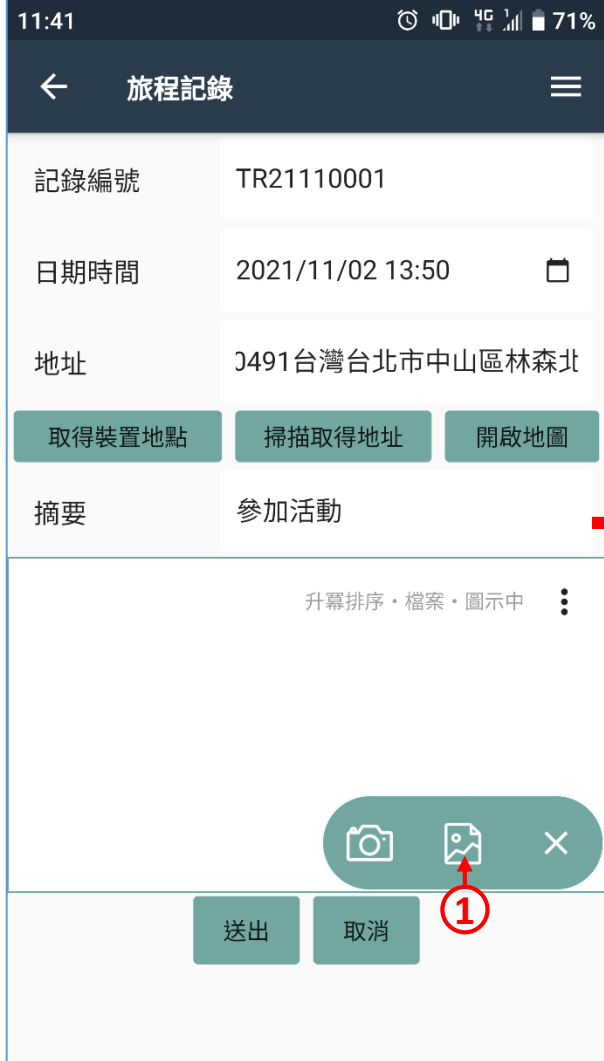 11:41 4G 71%
旅程記錄
記錄編號 TR21110001
日期時間 2021/11/02 13:50
地址 0491台灣台北市中山區林森北
取得裝置地點 掃描取得地址 開啟地圖
摘要 參加活動
升冪排序・檔案・圖示中
1
送出 取消